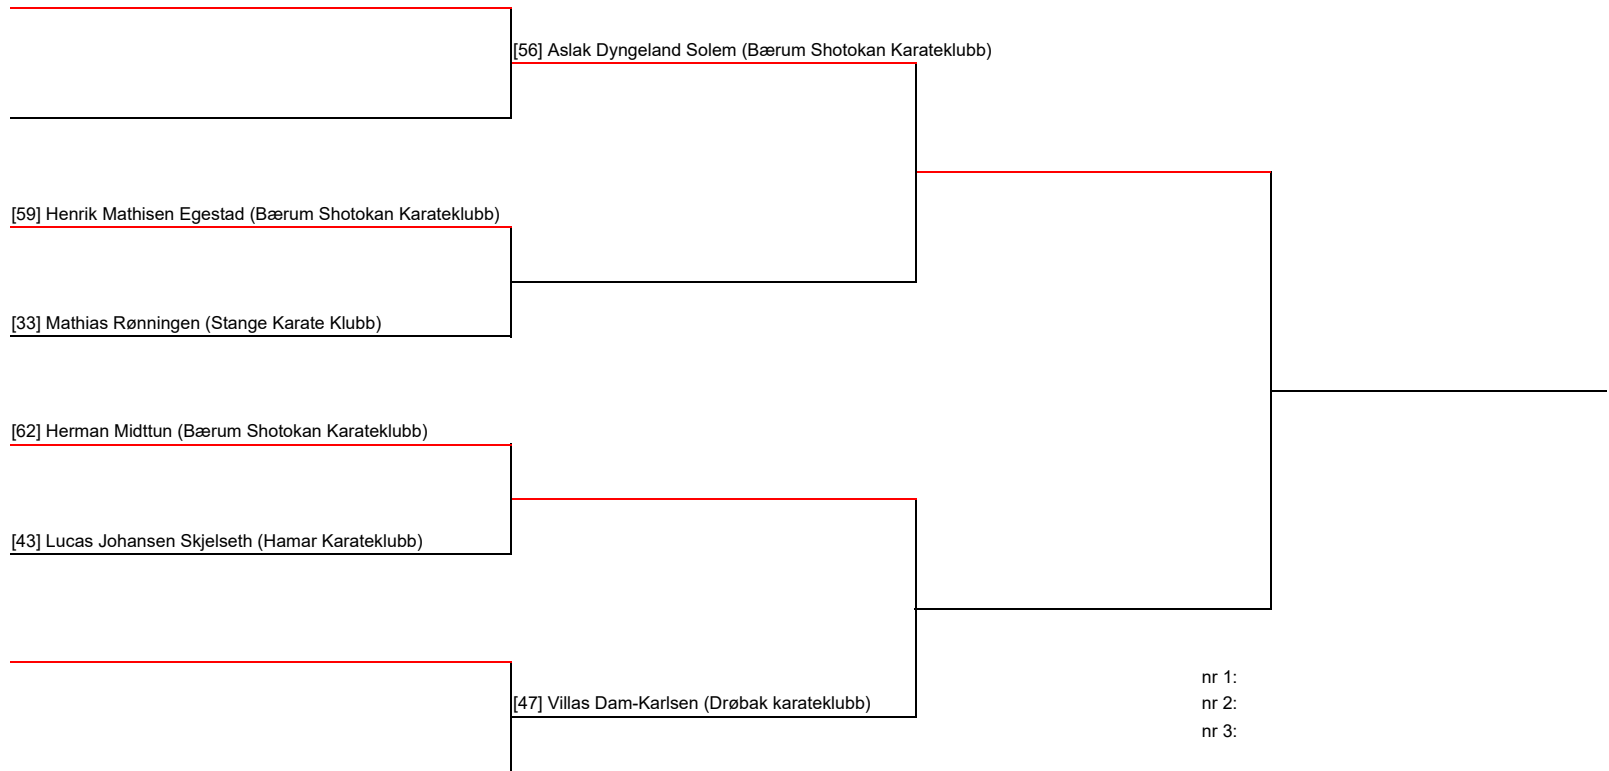 [56] Aslak Dyngeland Solem (Bærum Shotokan Karateklubb)
[59] Henrik Mathisen Egestad (Bærum Shotokan Karateklubb)
[33] Mathias Rønningen (Stange Karate Klubb)
[62] Herman Midttun (Bærum Shotokan Karateklubb)
[43] Lucas Johansen Skjelseth (Hamar Karateklubb)
[47] Villas Dam-Karlsen (Drøbak karateklubb)
nr 1:
nr 2:
nr 3: